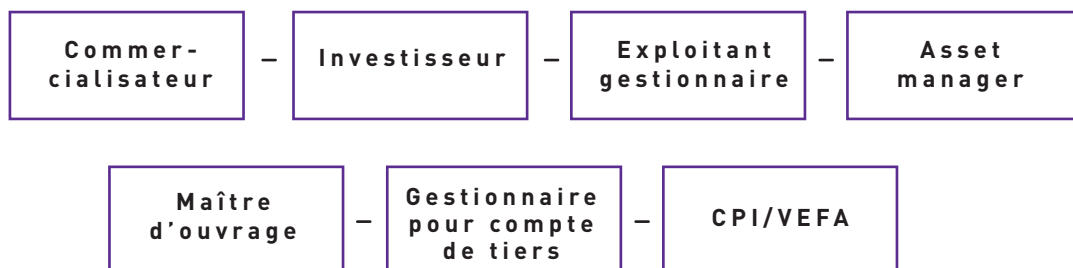 Commer-
cialisateur
–
Investisseur
–
Exploitant
gestionnaire
–
Asset
manager
Maître
d’ouvrage
–
Gestionnaire
pour compte
de tiers
–
CPI/VEFA